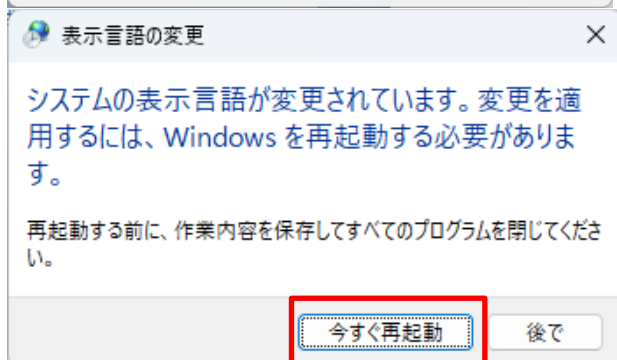 表示言語の変更
システムの表示言語が変更されています。変更を適
用するには、Windows を再起動する必要がありま
す。
再起動する前に、作業内容を保存してすべてのプログラムを閉じてくださ
い。
今すぐ再起動 後で